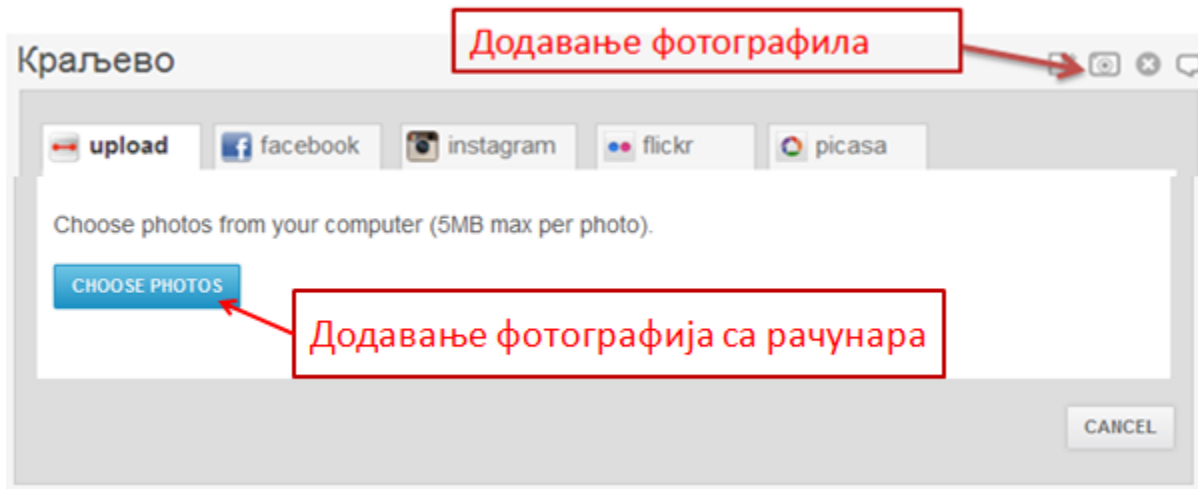 Додавање фотографила
Краљево
upload facebook instagram flickr picasa
Choose photos from your computer (5MB max per photo).
CHOOSE PHOTOS
Додавање фотографија са рачунара
CANCEL